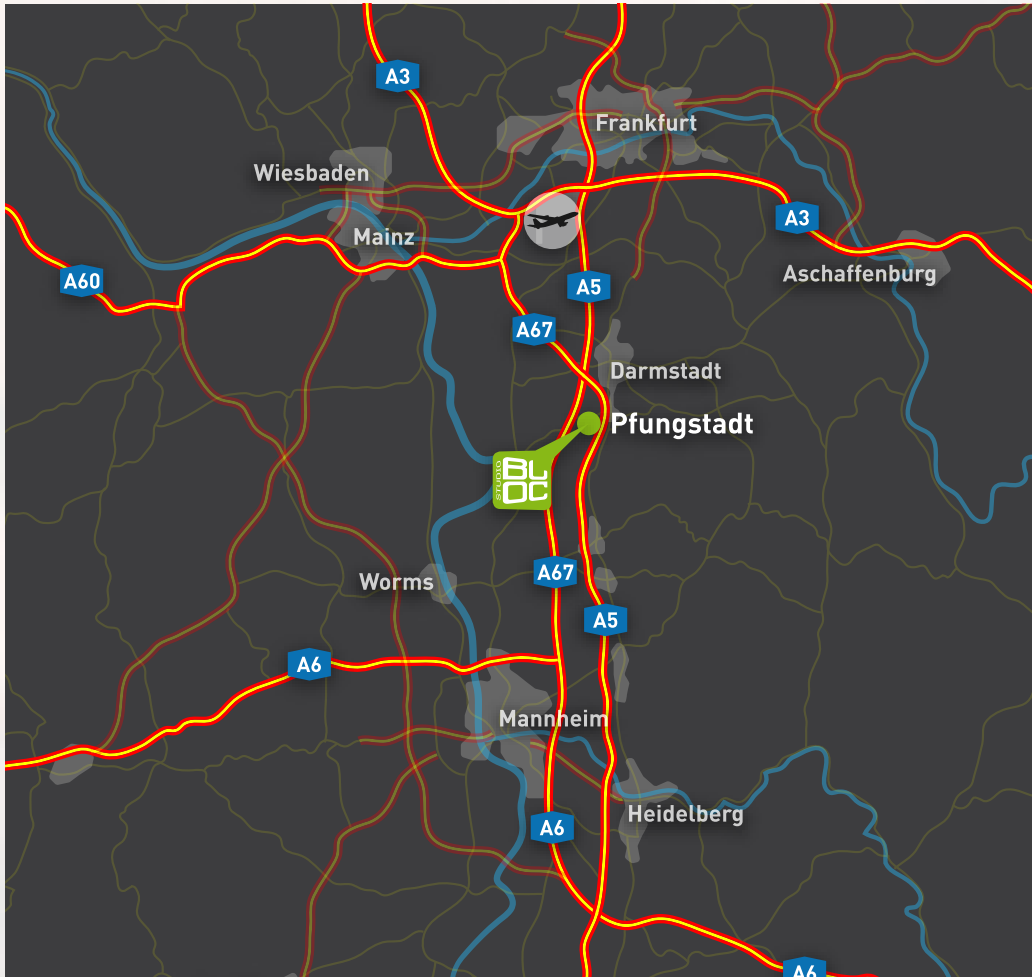 A3
Frankfurt
Wiesbaden
A3
Mainz
Aschaffenburg
A60
A5
A67
Darmstadt
Pfungstadt
STUDIO
BL
OC
A67
Worms
A5
A6
Mannheim
Heidelberg
A6
A6